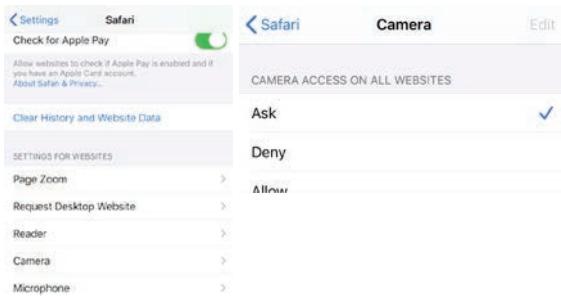 Settings
Safari
Check for Apple Pay
Allow websites to check if Apple Pay is enabled and if
you have an Apple Card account.
About Safari & Privacy...
Clear History and Website Data
SETTINGS FOR WEBSITES
Page Zoom
Request Desktop Website
Reader
Camera
Microphone
Safari
Camera
Edit
CAMERA ACCESS ON ALL WEBSITES
Ask
Deny
Allow